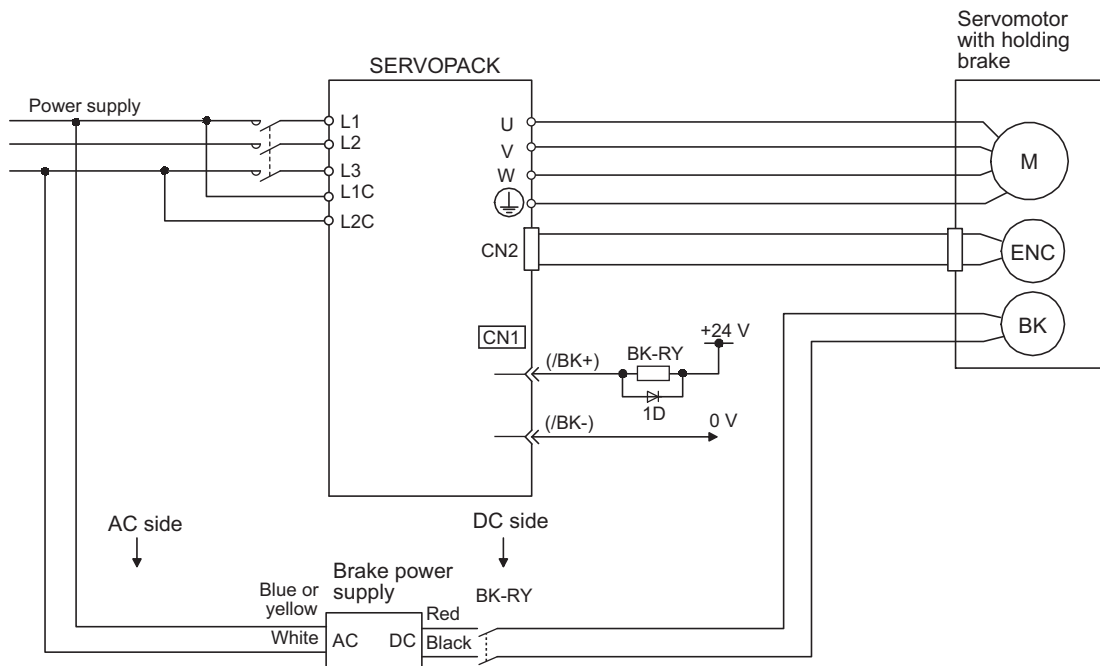 Servomotor
with holding
brake
SERVOPACK
Power supply
L1
L2
L3
L1C
L2C
U
V
W
M
CN2
ENC
CN1
BK
+24 V
(/BK+)
BK-RY
1D
(/BK-)
0 V
AC side
DC side
Brake power
supply
BK-RY
Blue or
yellow
White
AC
DC
Red
Black